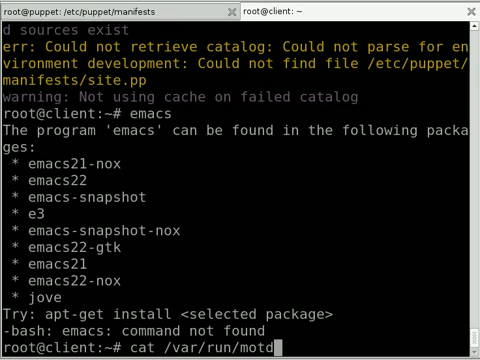 root@puppet: /etc/puppet/manifests
root@client: ~
d sources exist
err: Could not retrieve catalog: Could not parse for en
vironment development: Could not find file /etc/puppet/
manifests/site.pp
warning: Not using cache on failed catalog
root@client:~# emacs
The program 'emacs' can be found in the following packa
ges:
 * emacs21-nox
 * emacs22
 * emacs-snapshot
 * e3
 * emacs-snapshot-nox
 * emacs22-gtk
 * emacs21
 * emacs22-nox
 * jove
Try: apt-get install <selected package>
-bash: emacs: command not found
root@client:~# cat /var/run/motd